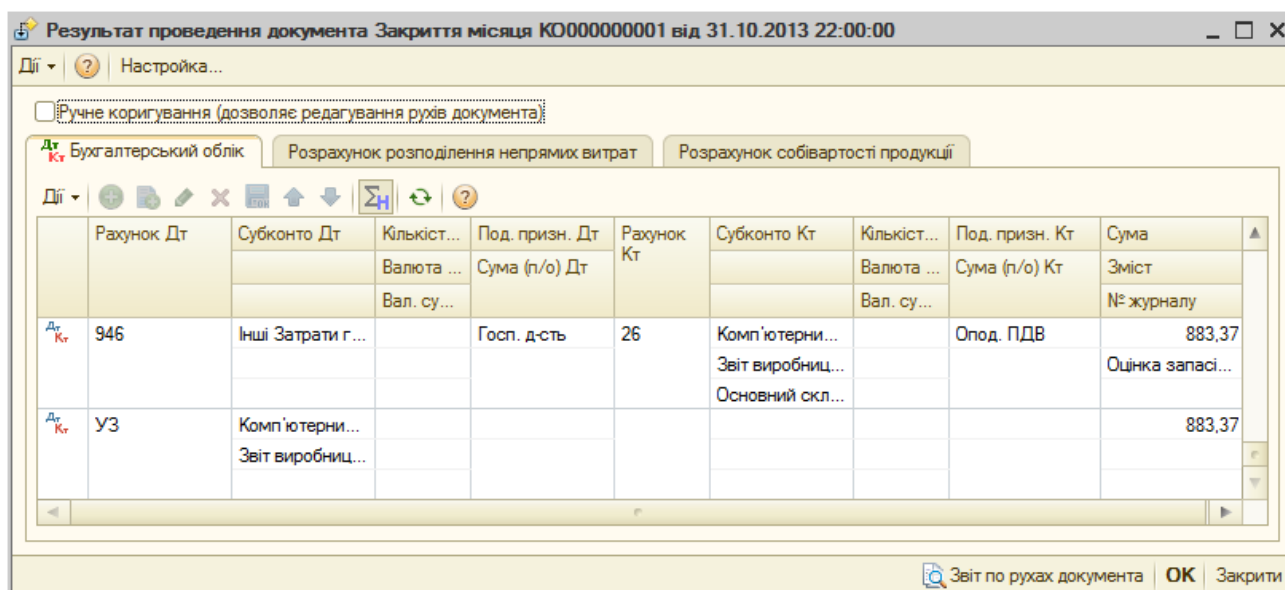 Результат проведення документа Закриття місяця КО000000001 від 31.10.2013 22:00:00
Дії Настройка...
Ручне коригування (дозволяє редагування рухів документа)
Бухгалтерський облік Розрахунок розподілення непрямих витрат Розрахунок собівартості продукції
Дії
Рахунок Дт Субконто Дт Кількіст... Под. призн. Дт Рахунок Кт Субконто Кт Кількіст... Под. призн. Кт Сума
Валюта ... Сума (п/о) Дт Валюта ... Сума (п/о) Кт Зміст
Вал. су... Вал. су... № журналу
946 Інші Затрати г... Госп. д-сть 26 Комп'ютерни... Опод. ПДВ 883,37
Звіт виробниц... Оцінка запасі...
Основний скл...
УЗ Комп'ютерни... 883,37
Звіт виробниц...
Звіт по рухах документа ОК Закрити